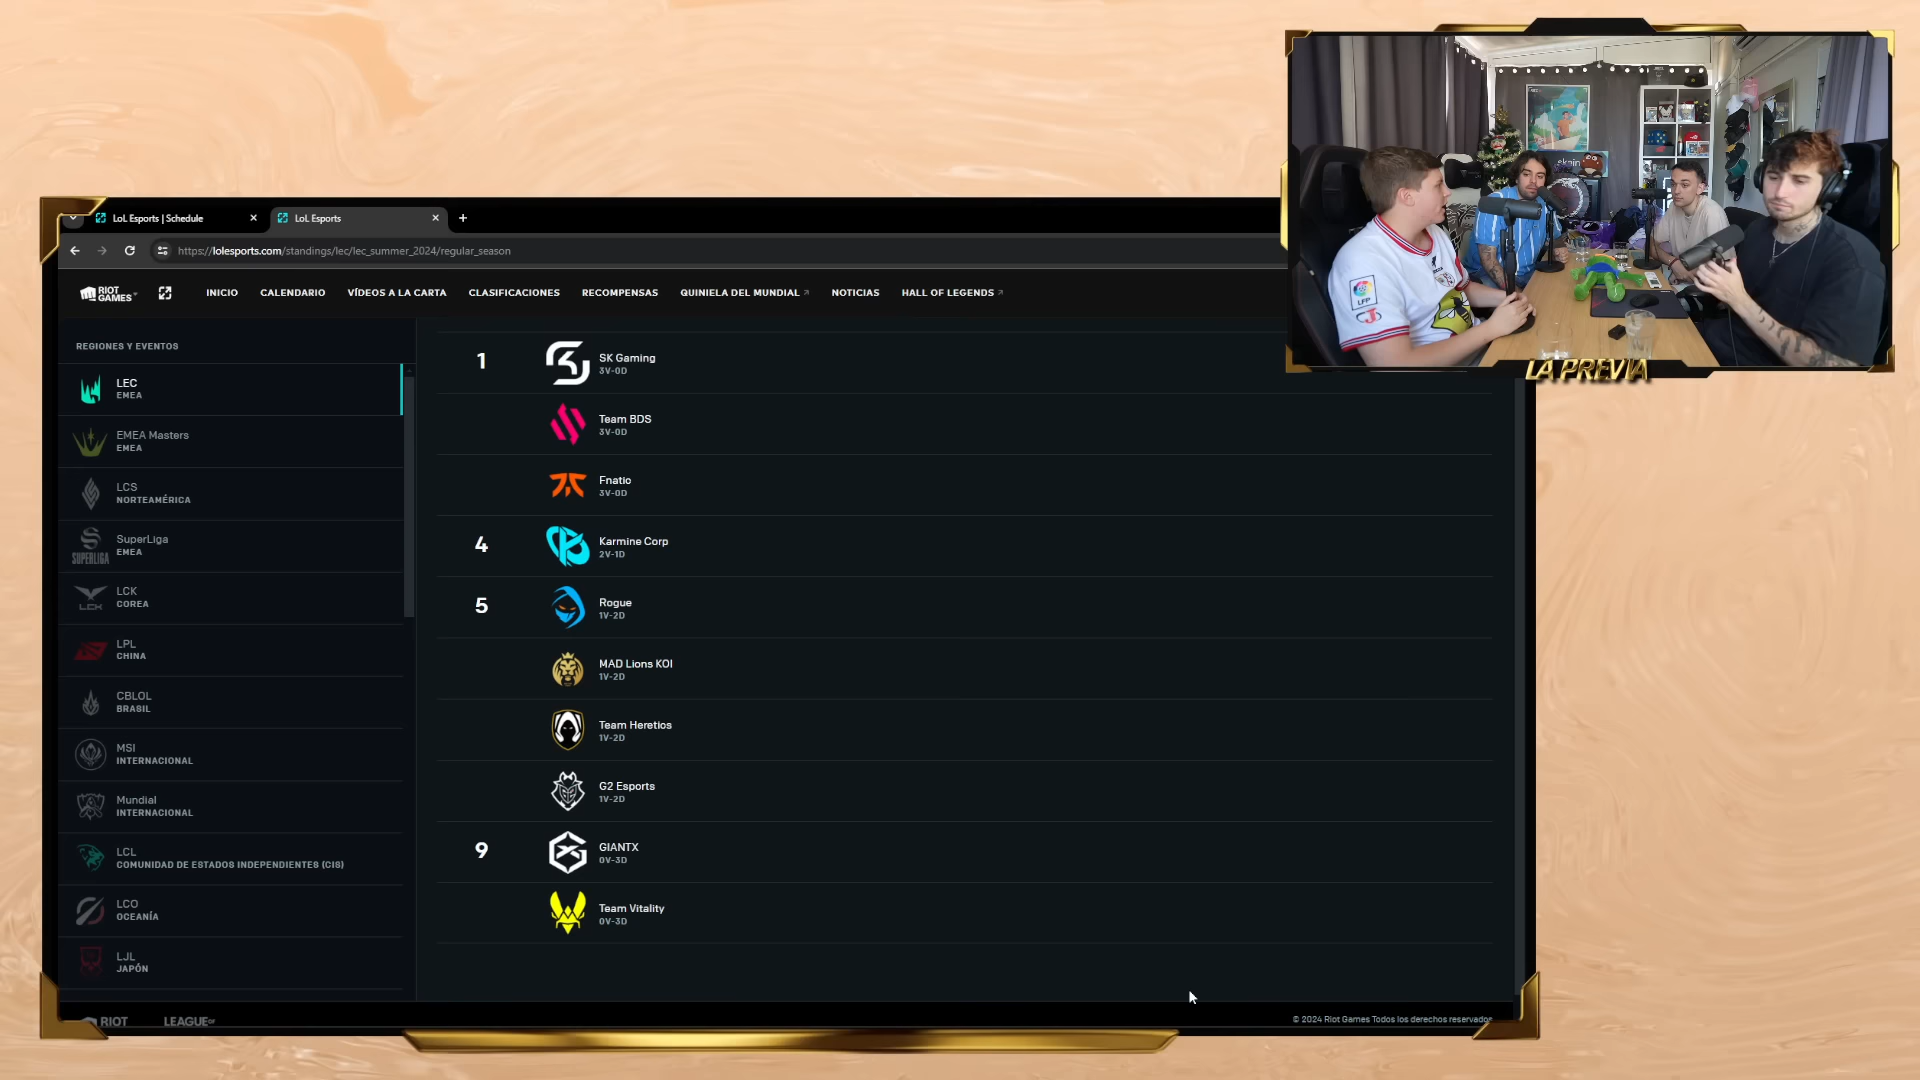 LoL Esports | Schedule
LoL Esports
https://lolesports.com/standings/lec/lec_summer_2024/regular_season
RIOT GAMES
INICIO
CALENDARIO
VÍDEOS A LA CARTA
CLASIFICACIONES
RECOMPENSAS
QUINIELA DEL MUNDIAL
NOTICIAS
HALL OF LEGENDS
REGIONES Y EVENTOS
LEC
EMEA
EMEA Masters
EMEA
LCS
NORTEAMÉRICA
SUPERLIGA
SuperLiga
EMEA
LCK
LCK
COREA
LPL
CHINA
CBLOL
BRASIL
MSI
INTERNACIONAL
Mundial
INTERNACIONAL
LCL
COMUNIDAD DE ESTADOS INDEPENDIENTES (CIS)
LCO
OCEANÍA
LJL
JAPÓN
1
SK Gaming
3V-0D
Team BDS
3V-0D
Fnatic
3V-0D
4
Karmine Corp
2V-1D
5
Rogue
1V-2D
MAD Lions KOI
1V-2D
Team Heretics
1V-2D
G2 Esports
1V-2D
9
GIANTX
0V-3D
Team Vitality
0V-3D
RIOT
LEAGUE OF
© 2024 Riot Games Todos los derechos reservados
LFP
LA PREVIA